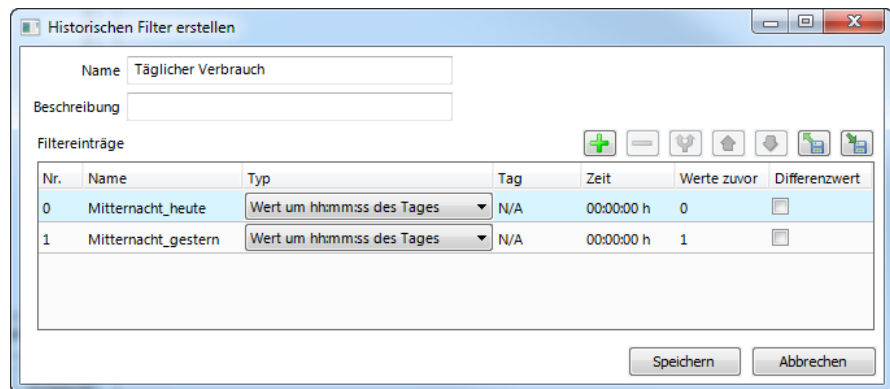 Historischen Filter erstellen
Name Täglicher Verbrauch
Beschreibung
Filtereinträge
Nr. Name Typ Tag Zeit Werte zuvor Differenzwert
0 Mitternacht_heute Wert um hh:mm:ss des Tages N/A 00:00:00 h 0
1 Mitternacht_gestern Wert um hh:mm:ss des Tages N/A 00:00:00 h 1
Speichern Abbrechen